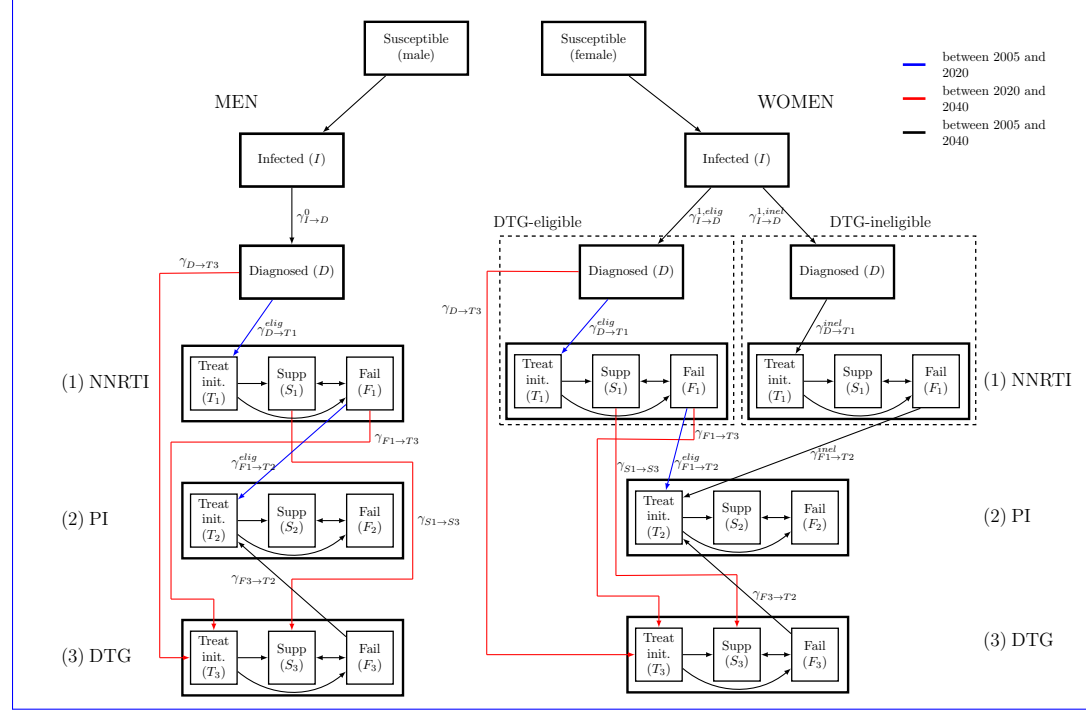 Susceptible
(male)
Susceptible
(female)
between 2005 and
2020
between 2020 and
2040
between 2005 and
2040
MEN
WOMEN
Infected (I)
Infected (I)
γ^0_{I→D}
γ^{1,elig}_{I→D}
γ^{1,inel}_{I→D}
DTG-eligible
DTG-ineligible
γ_{D→T3}
Diagnosed (D)
Diagnosed (D)
Diagnosed (D)
γ_{D→T3}
γ^{elig}_{D→T1}
γ^{elig}_{D→T1}
γ^{inel}_{D→T1}
(1) NNRTI
Treat
init.
(T_1)
Supp
(S_1)
Fail
(F_1)
Treat
init.
(T_1)
Supp
(S_1)
Fail
(F_1)
Treat
init.
(T_1)
Supp
(S_1)
Fail
(F_1)
(1) NNRTI
γ_{F1→T3}
γ_{F1→T3}
γ^{elig}_{F1→T2}
γ_{S1→S3}
γ^{elig}_{F1→T2}
γ^{inel}_{F1→T2}
(2) PI
Treat
init.
(T_2)
Supp
(S_2)
Fail
(F_2)
γ_{S1→S3}
Treat
init.
(T_2)
Supp
(S_2)
Fail
(F_2)
(2) PI
γ_{F3→T2}
γ_{F3→T2}
(3) DTG
Treat
init.
(T_3)
Supp
(S_3)
Fail
(F_3)
Treat
init.
(T_3)
Supp
(S_3)
Fail
(F_3)
(3) DTG